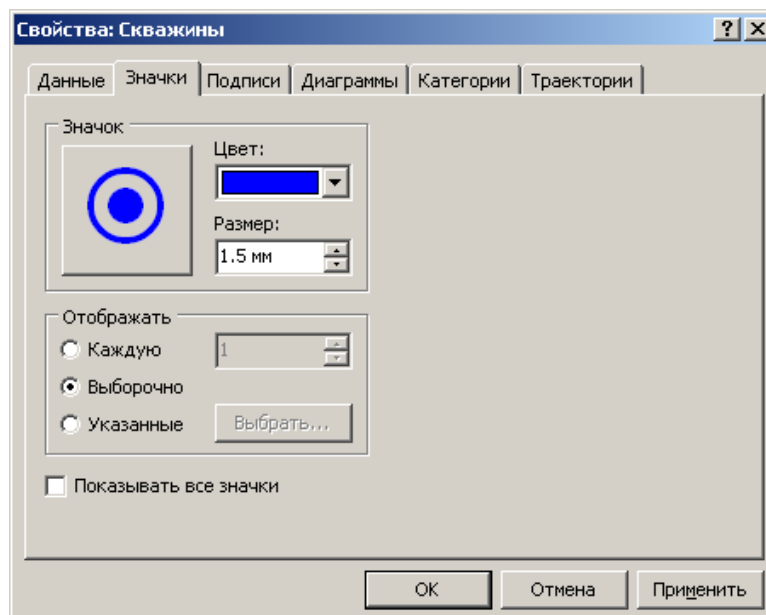 Свойства: Скважины
Данные Значки Подписи Диаграммы Категории Траектории
Значок
Цвет:
Размер:
1.5 мм
Отображать
Каждую 1
Выборочно
Указанные Выбрать...
Показывать все значки
ОК Отмена Применить